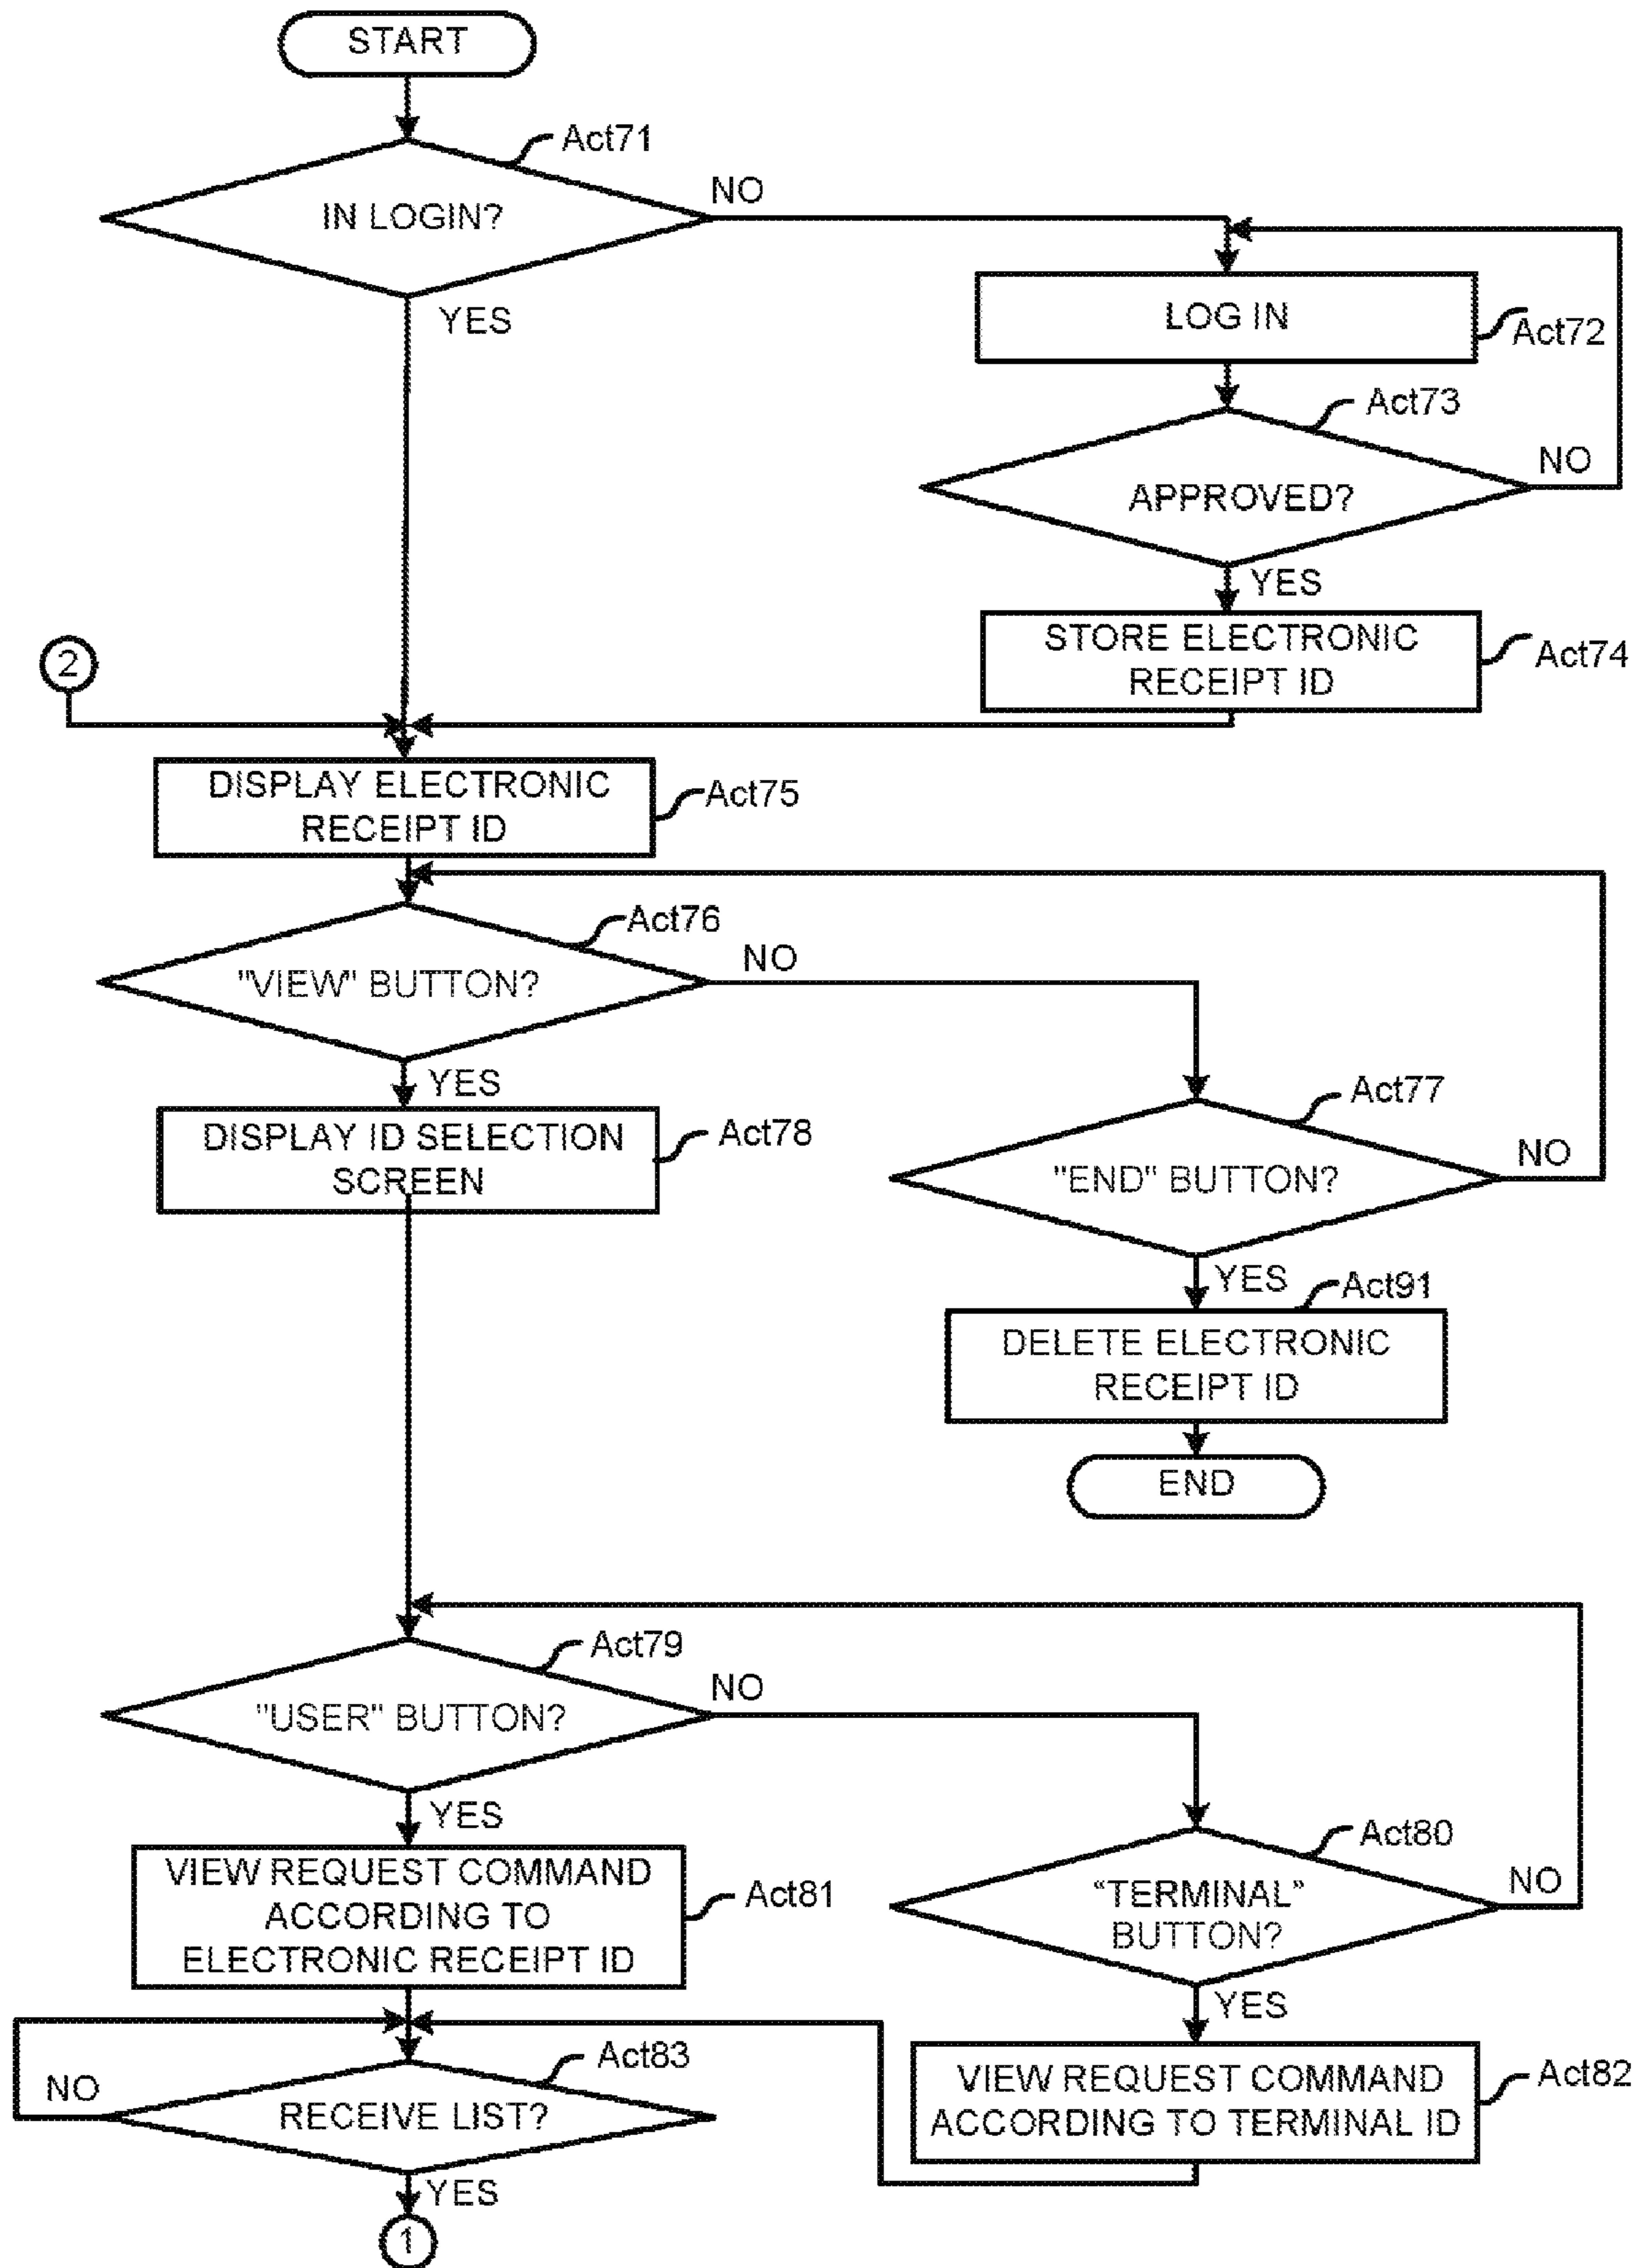 START
Act71
IN LOGIN?
NO
YES
LOG IN
Act72
Act73
APPROVED?
NO
YES
STORE ELECTRONIC
RECEIPT ID
Act74
2
DISPLAY ELECTRONIC
RECEIPT ID
Act75
Act76
"VIEW" BUTTON?
NO
YES
DISPLAY ID SELECTION
SCREEN
Act78
Act77
"END" BUTTON?
NO
YES
Act91
DELETE ELECTRONIC
RECEIPT ID
END
Act79
"USER" BUTTON?
NO
YES
VIEW REQUEST COMMAND
ACCORDING TO
ELECTRONIC RECEIPT ID
Act81
Act80
“TERMINAL”
BUTTON?
NO
YES
VIEW REQUEST COMMAND
ACCORDING TO TERMINAL ID
Act82
Act83
RECEIVE LIST?
NO
YES
1